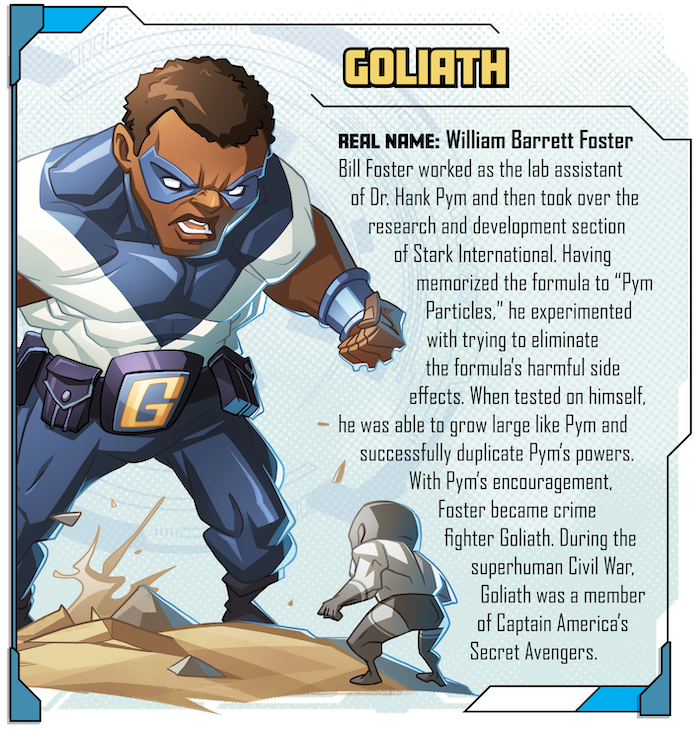 GOLIATH
REAL NAME: William Barrett Foster
Bill Foster worked as the lab assistant
of Dr. Hank Pym and then took over the
research and development section
of Stark International. Having
memorized the formula to “Pym
Particles,” he experimented
with trying to eliminate
the formula’s harmful side
effects. When tested on himself,
he was able to grow large like Pym and
successfully duplicate Pym’s powers.
With Pym’s encouragement,
Foster became crime
fighter Goliath. During the
superhuman Civil War,
Goliath was a member
of Captain America’s
Secret Avengers.
G